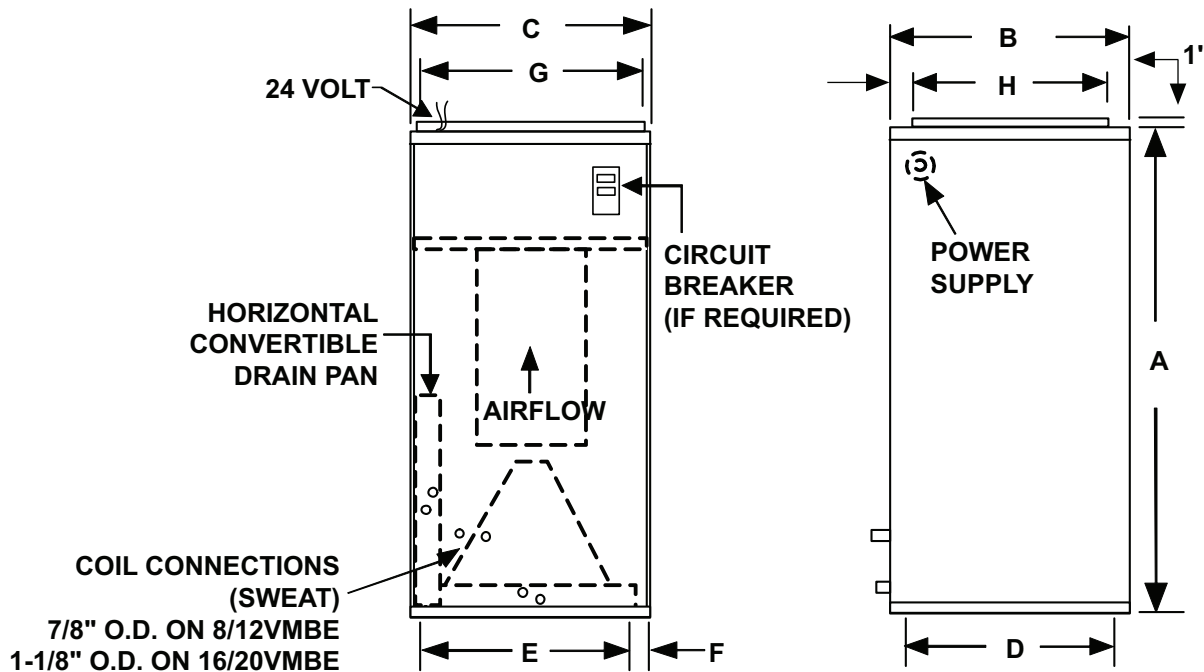 C
B
1"
G
H
24 VOLT
CIRCUIT
BREAKER
(IF REQUIRED)
POWER
SUPPLY
HORIZONTAL
CONVERTIBLE
DRAIN PAN
A
AIRFLOW
COIL CONNECTIONS
(SWEAT)
7/8" O.D. ON 8/12VMBE
1-1/8" O.D. ON 16/20VMBE
E
F
D